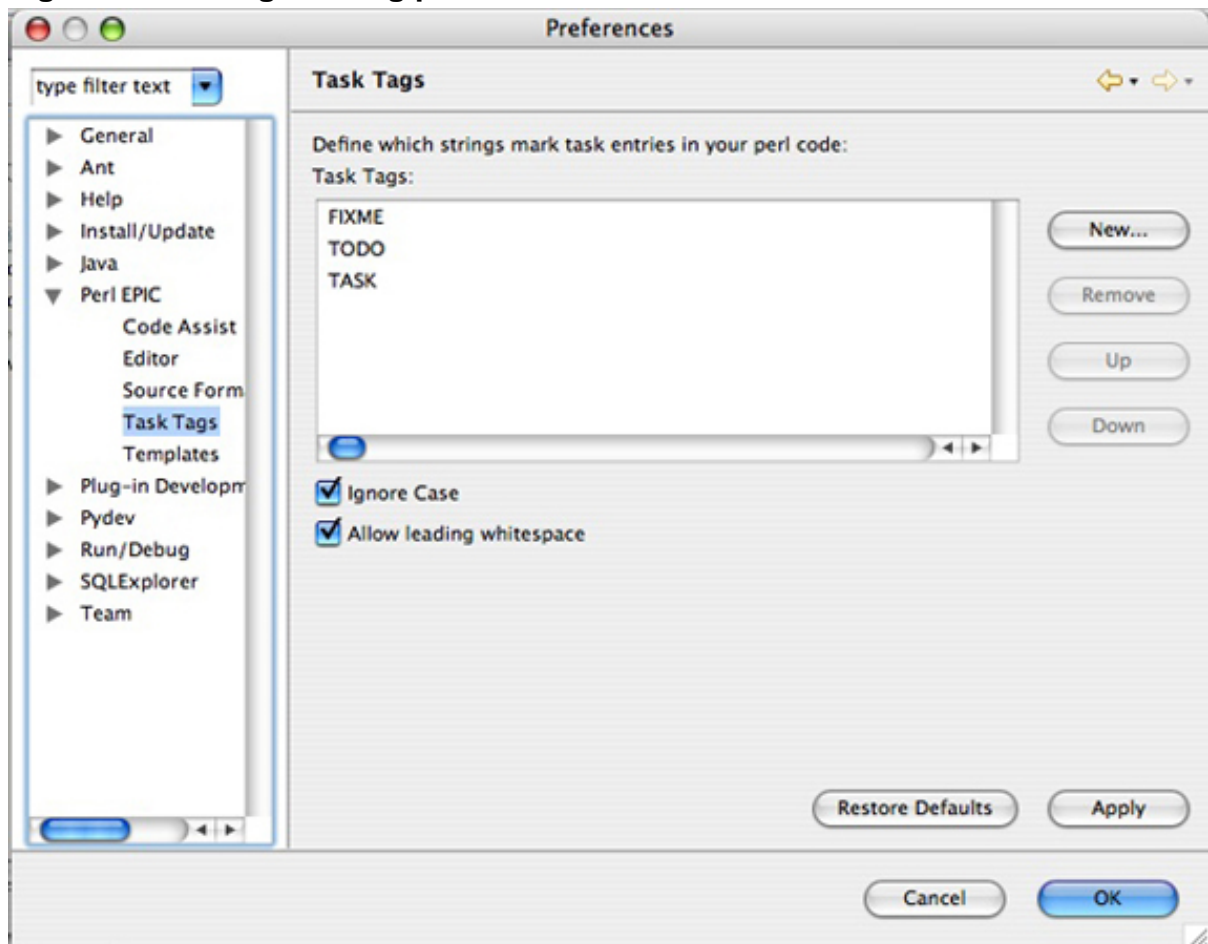 Preferences
type filter text
General
Ant
Help
Install/Update
Java
Perl EPIC
Code Assist
Editor
Source Form
Task Tags
Templates
Plug-in Developm
Pydev
Run/Debug
SQLExplorer
Team
Task Tags
Define which strings mark task entries in your perl code:
Task Tags:
FIXME
TODO
TASK
New...
Remove
Up
Down
Ignore Case
Allow leading whitespace
Restore Defaults
Apply
Cancel
OK